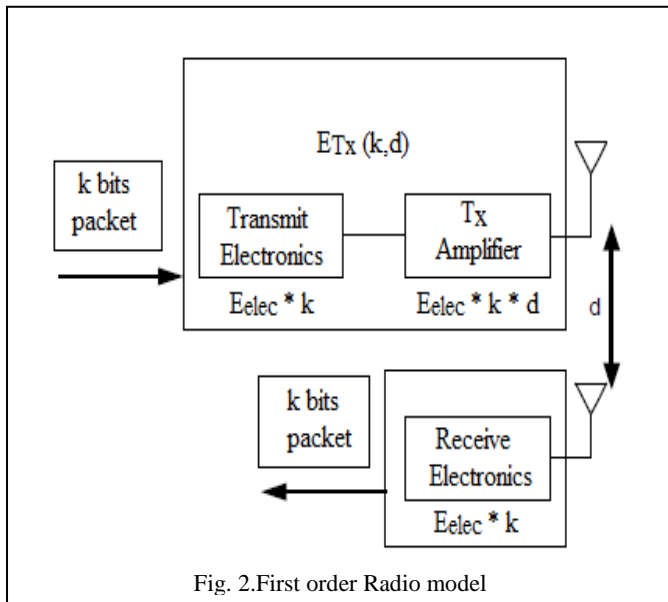 ETx (k,d)
k bits
packet
Transmit
Electronics
Tx
Amplifier
Eelec * k
Eelec * k * d
d
k bits
packet
Receive
Electronics
Eelec * k
Fig. 2.First order Radio model